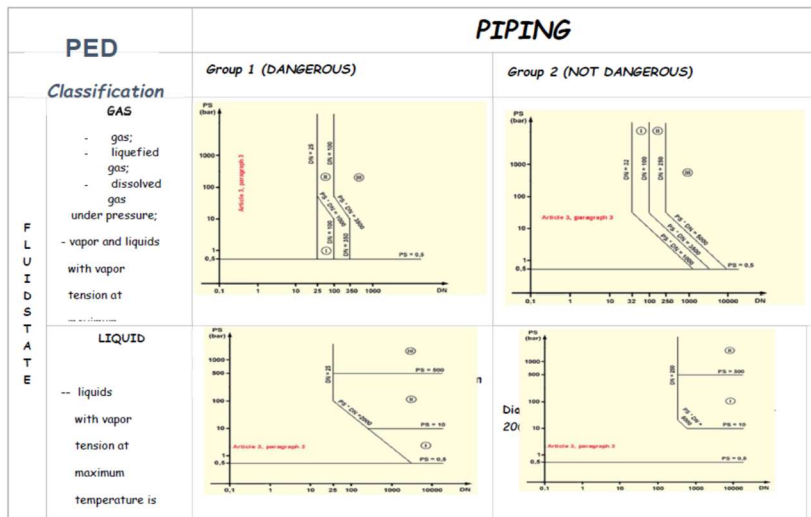 PED
Classification
PIPING
Group 1 (DANGEROUS)
Group 2 (NOT DANGEROUS)
FLUIDSTATE
GAS
- gas;
- liquefied
gas;
- dissolved
gas
under pressure;
- vapor and liquids
with vapor
tension at
PS
(bar)
1000
100
10
1
0,5
Article 3, paragraph 3
DN = 25
DN = 100
II
III
PS * DN = 1000
PS * DN = 3500
I
DN = 100
DN = 350
PS = 0,5
0.1
1
10
25
100
350
1000
DN
PS
(bar)
1000
100
10
1
0,5
Article 3, paragraph 3
DN = 32
I
DN = 100
II
DN = 250
III
PS * DN = 5000
PS * DN = 3500
PS * DN = 1000
PS = 0,5
0,1
1
10
32
100
250
1000
10000
DN
LIQUID
-- liquids
with vapor
tension at
maximum
temperature is
PS
(bar)
1000
500
100
10
1
0,5
DN = 25
III
PS = 500
II
PS * DN =2000
PS = 10
I
Article 3, paragraph 3
PS = 0,5
0,1
1
10
25
100
1000
10000
DN
n
Dia
20
PS
(bar)
1000
500
100
10
1
0,5
DN = 200
II
PS = 500
I
PS * DN =
5000
PS = 10
Article 3, paragraph 3
PS = 0,5
0,1
1
10
100
200
1000
10000
DN